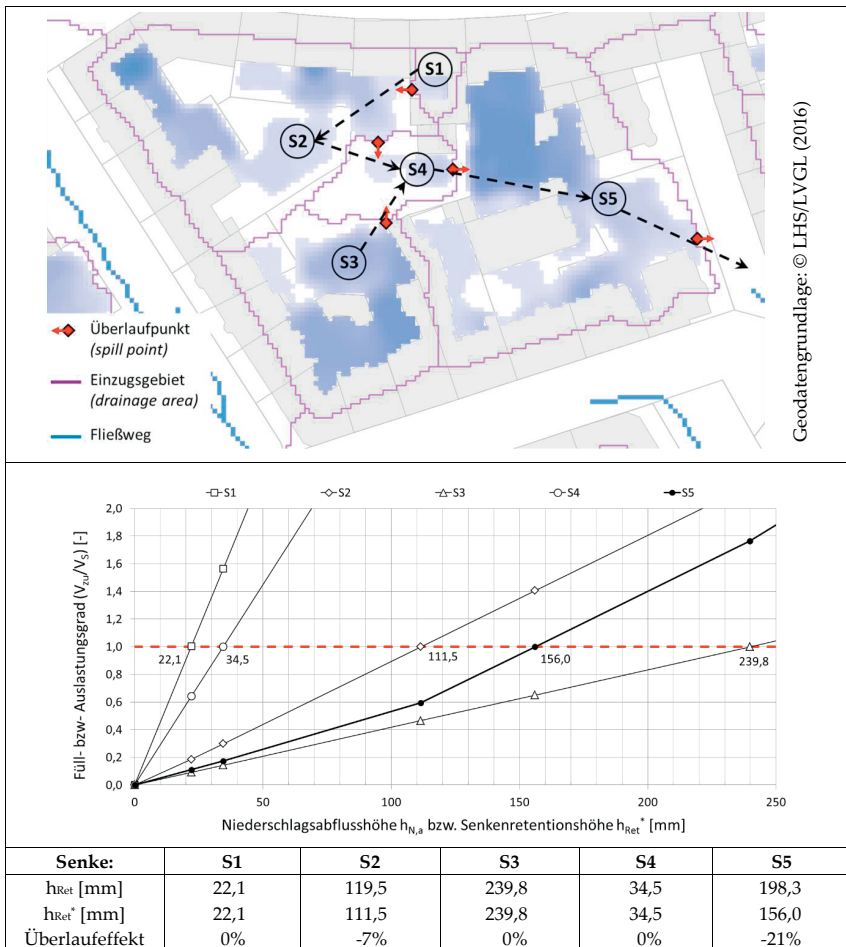 S1
S2
S4
S5
S3
Überlaufpunkt
(spill point)
Einzugsgebiet
(drainage area)
Fließweg
Geodatengrundlage: © LHS/LVGL (2016)
S1 S2 S3 S4 S5
Füll- bzw- Auslastungsgrad (Vzu/VS) [-]
2,0
1,8
1,6
1,4
1,2
1,0
0,8
0,6
0,4
0,2
0,0
22,1 34,5 111,5 156,0 239,8
0 50 100 150 200 250
Niederschlagsabflusshöhe hN,a bzw. Senkenretentionshöhe hRet* [mm]
Senke: S1 S2 S3 S4 S5
hRet [mm] 22,1 119,5 239,8 34,5 198,3
hRet* [mm] 22,1 111,5 239,8 34,5 156,0
Überlaufeffekt 0% -7% 0% 0% -21%